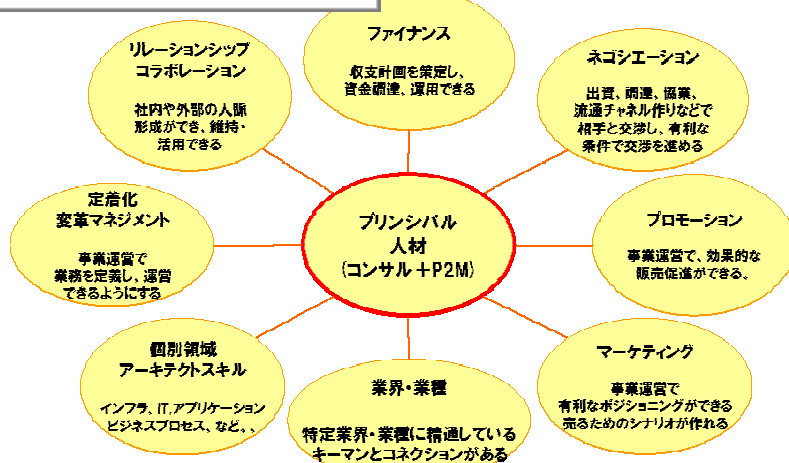 ファイナンス
収支計画を策定し、
資金調達、運用できる
リレーションシップ
コラボレーション
社内や外部の人脈
形成ができ、維持・
活用できる
ネゴシエーション
出資、調達、協業、
流通チャネル作りなどで
相手と交渉し、有利な
条件で交渉を進める
定着化
変革マネジメント
事業運営で
業務を定義し、運営
できるようにする
プリンシパル
人材
(コンサル+P2M)
プロモーション
事業運営で、効果的な
販売促進ができる。
個別領域
アーキテクトスキル
インフラ、IT,アプリケーション
ビジネスプロセス、など、、
業界・業種
特定業界・業種に精通している
キーマンとコネクションがある
マーケティング
事業運営で
有利なポジショニングができる
売るためのシナリオが作れる